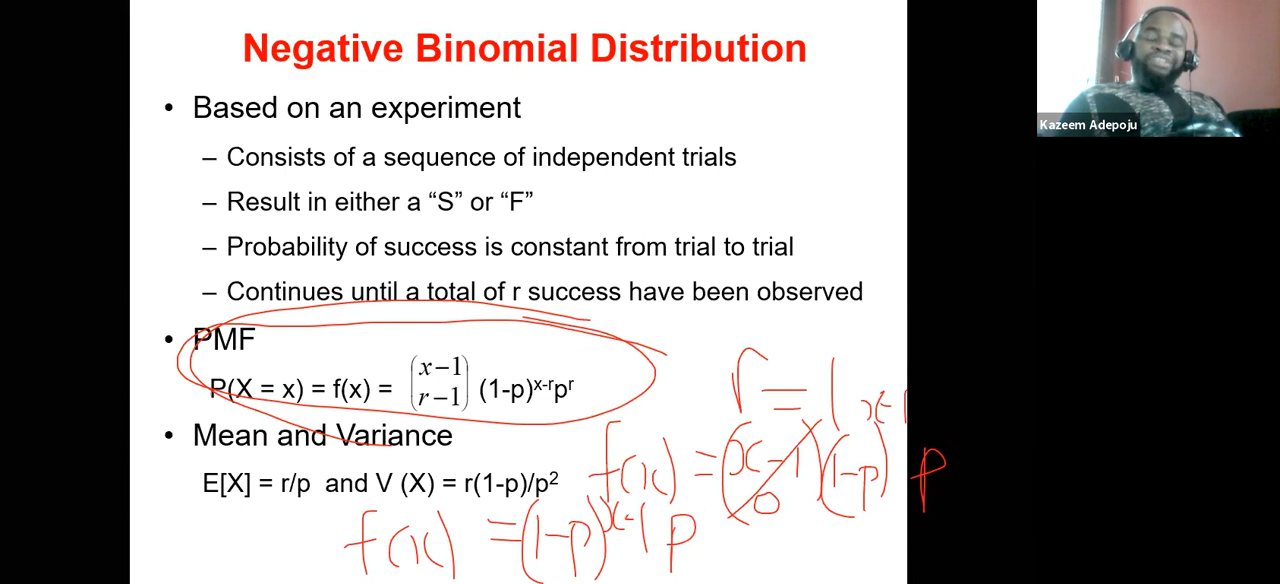 Negative Binomial Distribution
• Based on an experiment
– Consists of a sequence of independent trials
– Result in either a “S” or “F”
– Probability of success is constant from trial to trial
– Continues until a total of r success have been observed
• PMF
P(X = x) = f(x) = (x−1 r−1) (1-p)^x-r p^r
• Mean and Variance
E[X] = r/p and V (X) = r(1-p)/p²
r = 1
f(x) = (x-1 0) (1-p)^x-1 p
f(x) = (1-p)^x-1 p
Kazeem Adepoju